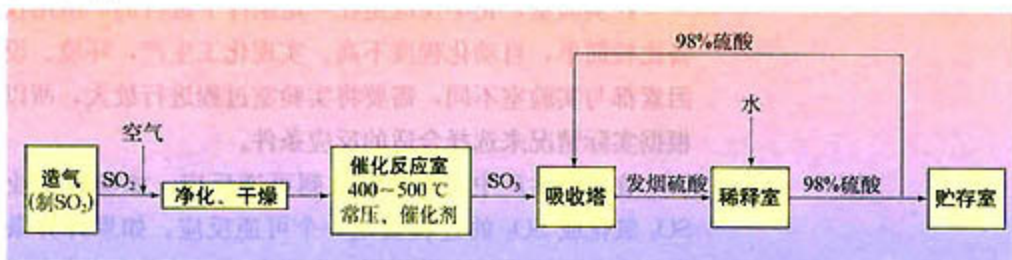 98%硫酸
空气
水
造气
(制SO₂)
SO₂
净化、干燥
催化反应室
400～500 ℃
常压、催化剂
SO₃
吸收塔
发烟硫酸
稀释室
98%硫酸
贮存室